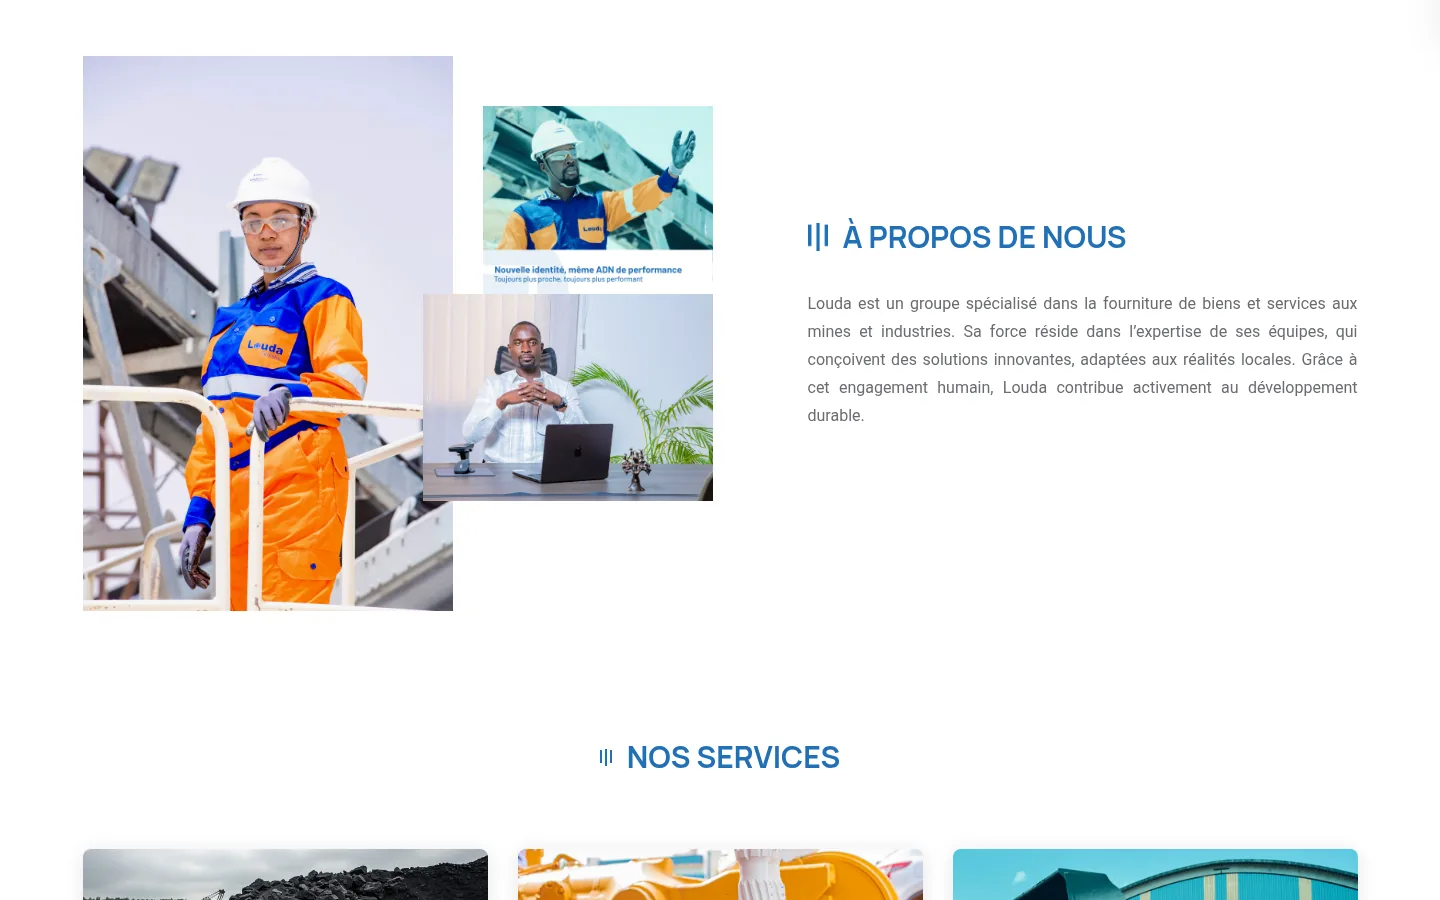 Louda
Louda
Nouvelle identité, même ADN de performance
Toujours plus proche, toujours plus performant
À PROPOS DE NOUS
Louda est un groupe spécialisé dans la fourniture de biens et services aux
mines et industries. Sa force réside dans l’expertise de ses équipes, qui
conçoivent des solutions innovantes, adaptées aux réalités locales. Grâce à
cet engagement humain, Louda contribue activement au développement
durable.
NOS SERVICES